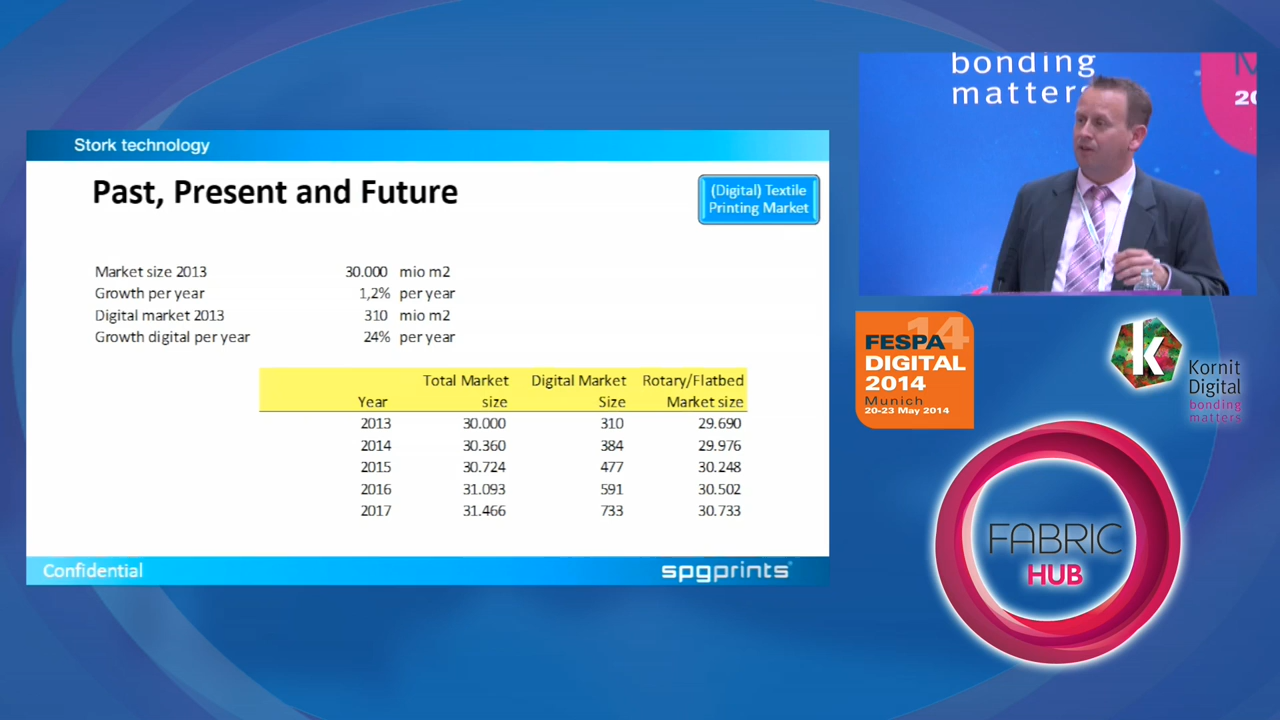 Stork technology
Past, Present and Future
(Digital) Textile
Printing Market
Market size 2013 30.000 mio m2
Growth per year 1,2% per year
Digital market 2013 310 mio m2
Growth digital per year 24% per year
Total Market Digital Market Rotary/Flatbed
Year size Size Market size
2013 30.000 310 29.690
2014 30.360 384 29.976
2015 30.724 477 30.248
2016 31.093 591 30.502
2017 31.466 733 30.733
Confidential
spgprints
bonding
matters
14
FESPA
DIGITAL
2014
Munich
20-23 May 2014
k
Kornit
Digital
bonding
matters
FABRIC
HUB